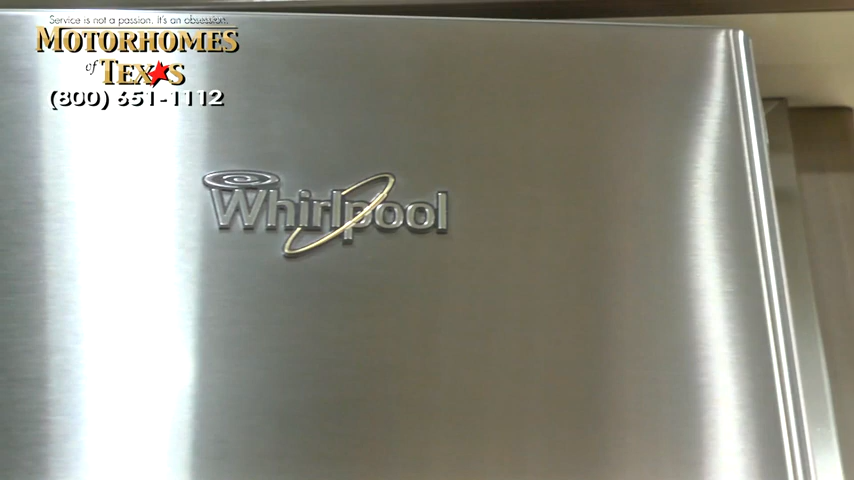 Service is not a passion. It's an obsession.
MOTORHOMES
of TEXAS
(800) 651-1112
Whirlpool